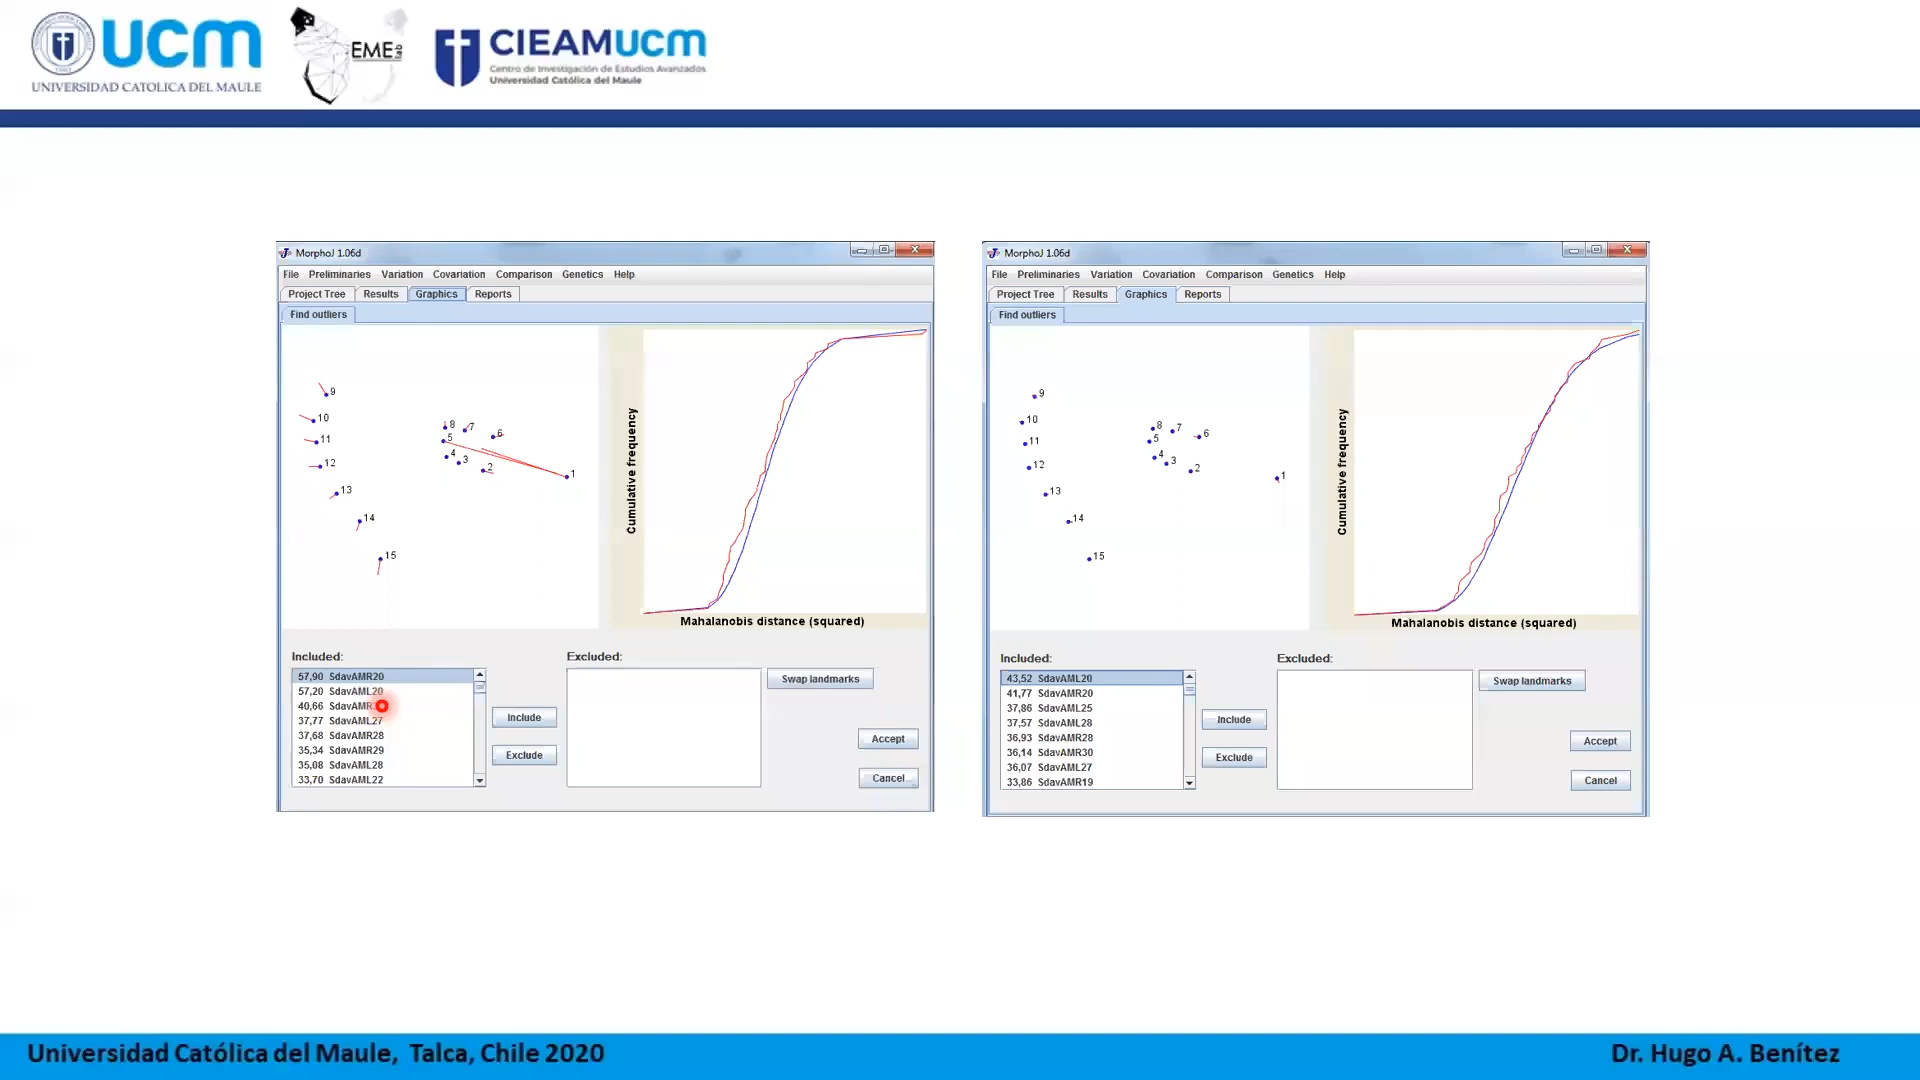 ucm
UNIVERSIDAD CATOLICA DEL MAULE
EME lab
CIEAMUCM
Centro de Investigación de Estudios Avanzados
Universidad Católica del Maule
MorphoJ 1.06d
File Preliminaries Variation Covariation Comparison Genetics Help
Project Tree Results Graphics Reports
Find outliers
9
10
11
12
13
14
15
8
7
6
5
4
3
2
1
Cumulative frequency
Mahalanobis distance (squared)
Included:
57,90 SdavAMR20
57,20 SdavAML20
40,66 SdavAMR
37,77 SdavAML27
37,68 SdavAMR28
35,34 SdavAMR29
35,08 SdavAML28
33,70 SdavAML22
Include
Exclude
Excluded:
Swap landmarks
Accept
Cancel
MorphoJ 1.06d
File Preliminaries Variation Covariation Comparison Genetics Help
Project Tree Results Graphics Reports
Find outliers
9
10
11
12
13
14
15
8
7
6
5
4
3
2
1
Cumulative frequency
Mahalanobis distance (squared)
Included:
43,52 SdavAML20
41,77 SdavAMR20
37,86 SdavAML25
37,57 SdavAML28
36,93 SdavAMR28
36,14 SdavAMR30
36,07 SdavAML27
33,86 SdavAMR19
Include
Exclude
Excluded:
Swap landmarks
Accept
Cancel
Universidad Católica del Maule, Talca, Chile 2020
Dr. Hugo A. Benítez